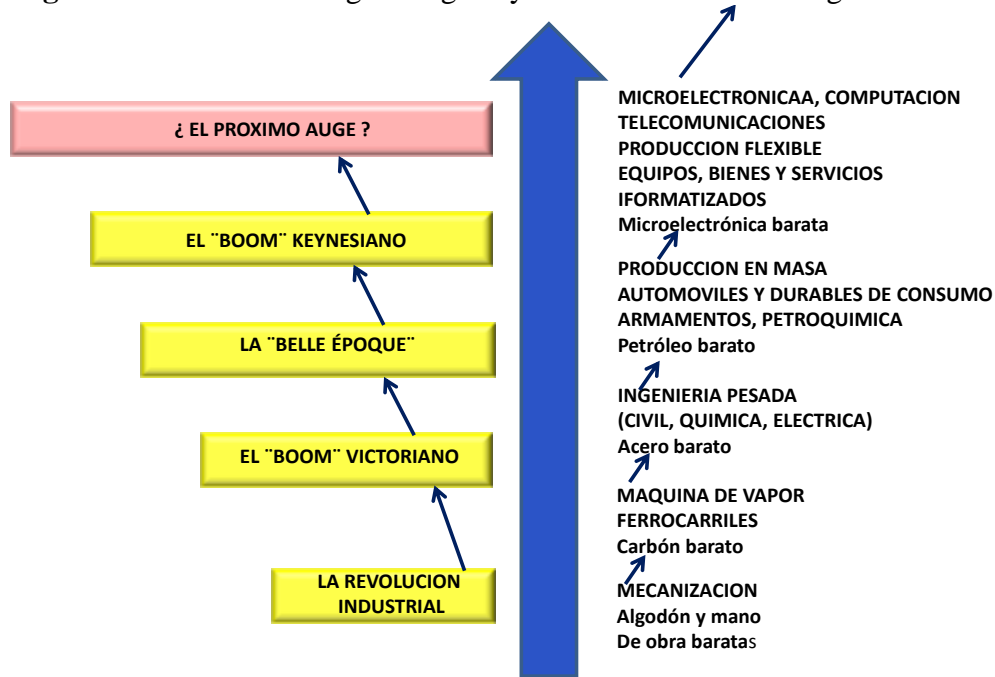 ¿ EL PROXIMO AUGE ?
EL ¨BOOM¨ KEYNESIANO
LA ¨BELLE ÉPOQUE¨
EL ¨BOOM¨ VICTORIANO
LA REVOLUCION
INDUSTRIAL
MICROELECTRONICAA, COMPUTACION
TELECOMUNICACIONES
PRODUCCION FLEXIBLE
EQUIPOS, BIENES Y SERVICIOS
IFORMATIZADOS
Microelectrónica barata
PRODUCCION EN MASA
AUTOMOVILES Y DURABLES DE CONSUMO
ARMAMENTOS, PETROQUIMICA
Petróleo barato
INGENIERIA PESADA
(CIVIL, QUIMICA, ELECTRICA)
Acero barato
MAQUINA DE VAPOR
FERROCARRILES
Carbón barato
MECANIZACION
Algodón y mano
De obra baratas